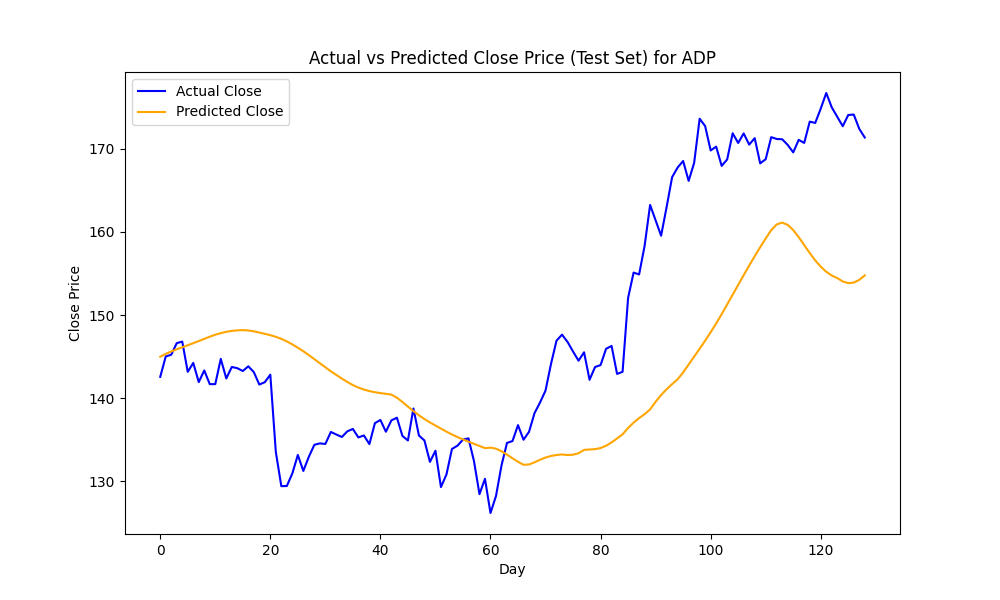 Actual vs Predicted Close Price (Test Set) for ADP
Actual Close
Predicted Close
Close Price
170
160
150
140
130
0 20 40 60 80 100 120
Day